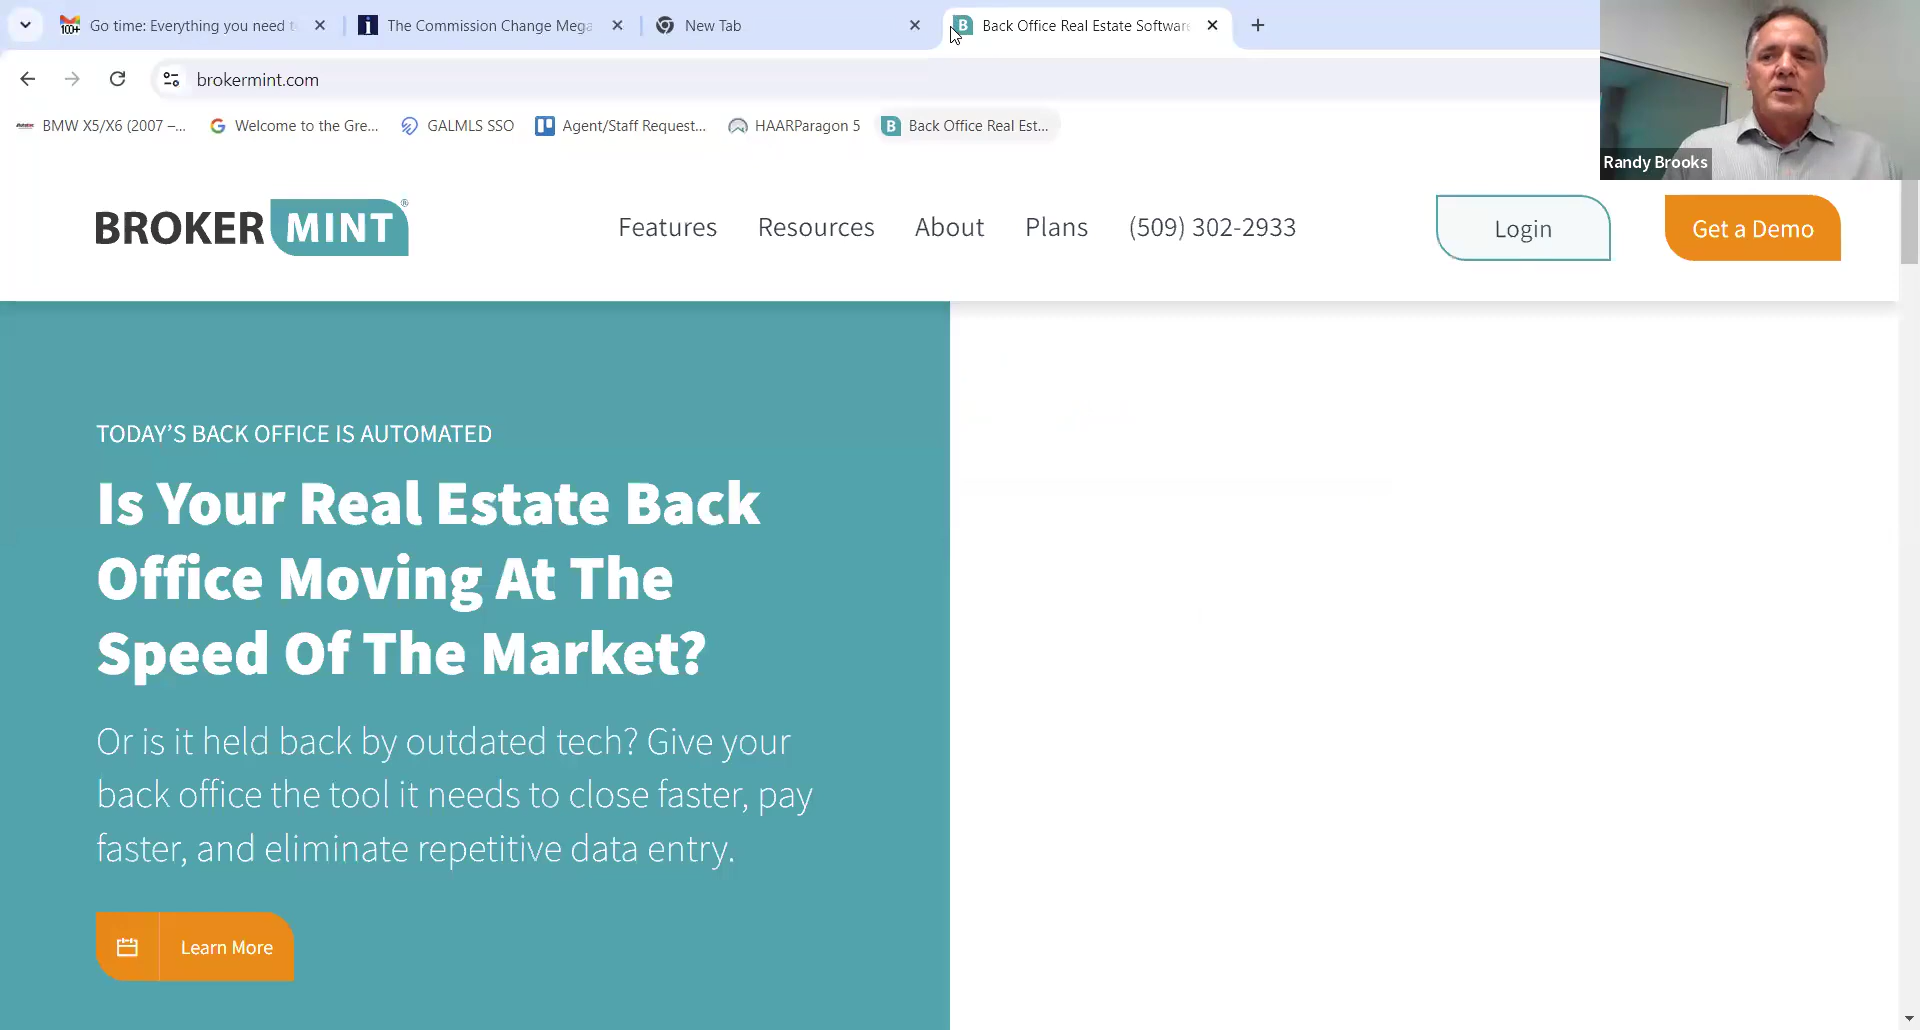 Go time: Everything you need t
The Commission Change Mega
New Tab
Back Office Real Estate Software
brokermint.com
BMW X5/X6 (2007 –...
Welcome to the Gre...
GALMLS SSO
Agent/Staff Request...
HAARParagon 5
Back Office Real Est...
Randy Brooks
BROKERMINT®
Features
Resources
About
Plans
(509) 302-2933
Login
Get a Demo
TODAY’S BACK OFFICE IS AUTOMATED
Is Your Real Estate Back
Office Moving At The
Speed Of The Market?
Or is it held back by outdated tech? Give your
back office the tool it needs to close faster, pay
faster, and eliminate repetitive data entry.
Learn More